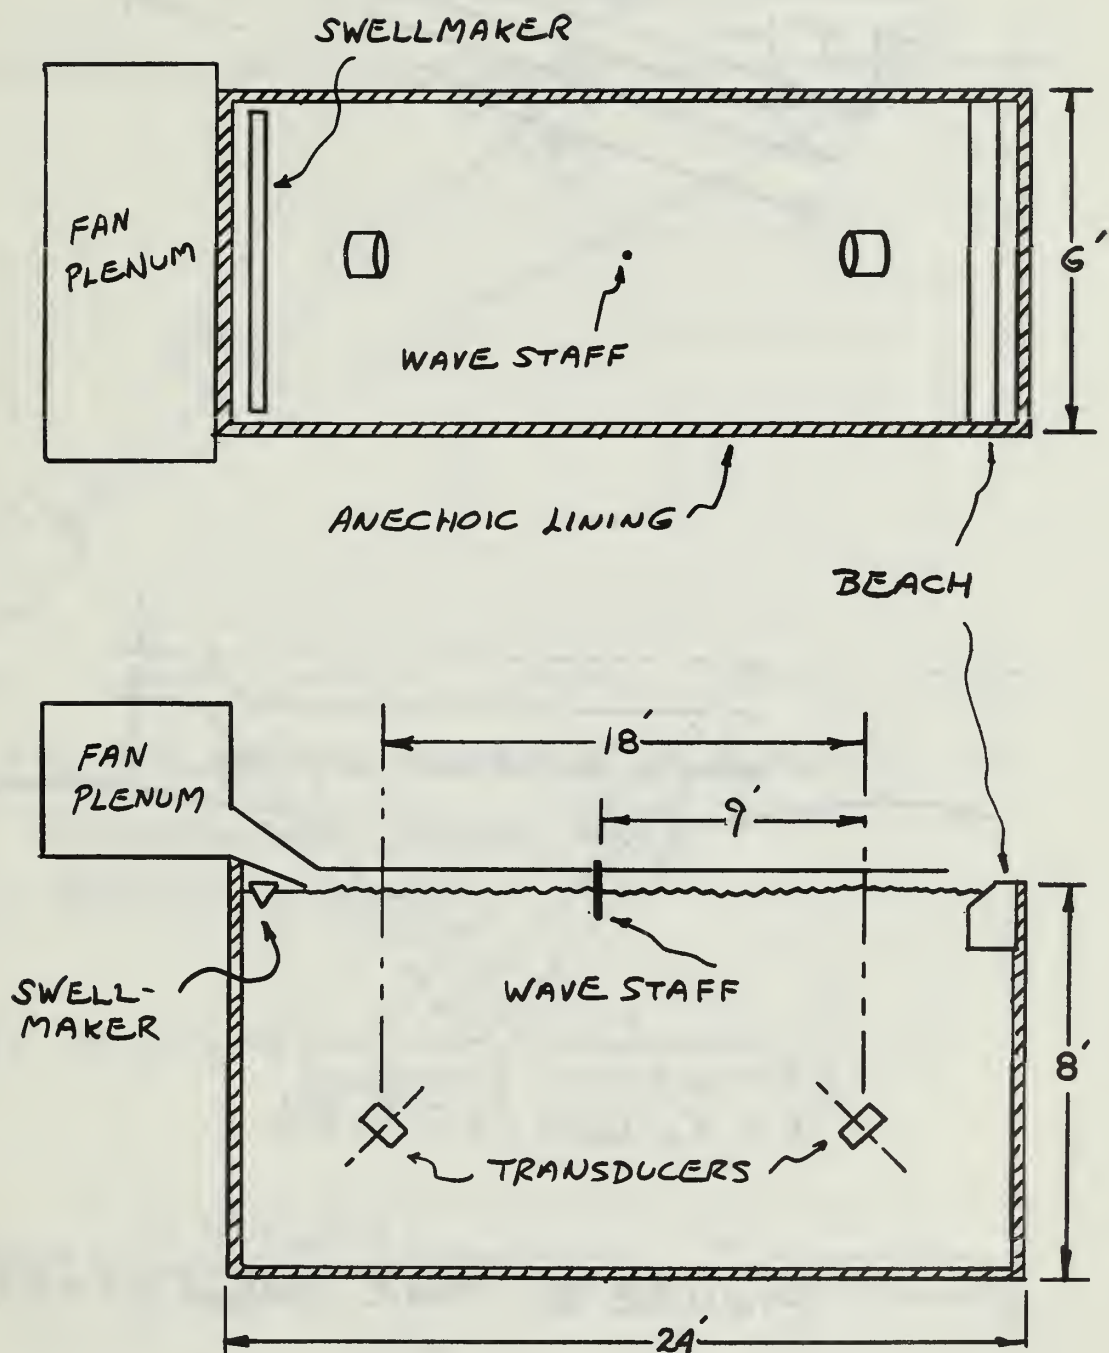 SWELLMAKER
FAN
PLENUM
6'
WAVE STAFF
ANECHOIC LINING
BEACH
18'
FAN
PLENUM
9'
SWELL-
MAKER
WAVE STAFF
8'
TRANSDUCERS
24'